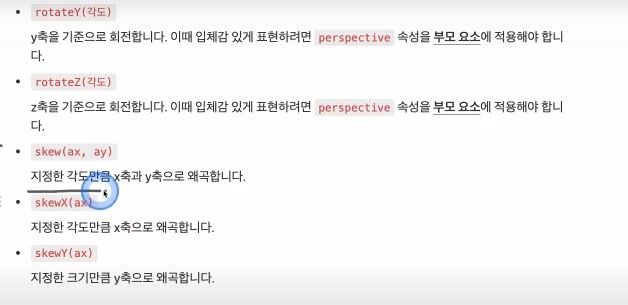 • rotateY(각도)
y축을 기준으로 회전합니다. 이때 입체감 있게 표현하려면 perspective 속성을 부모 요소에 적용해야 합니
다.
• rotateZ(각도)
z축을 기준으로 회전합니다. 이때 입체감 있게 표현하려면 perspective 속성을 부모 요소에 적용해야 합니
다.
• skew(ax, ay)
지정한 각도만큼 x축과 y축으로 왜곡합니다.
• skewX(ax)
지정한 각도만큼 x축으로 왜곡합니다.
• skewY(ax)
지정한 크기만큼 y축으로 왜곡합니다.